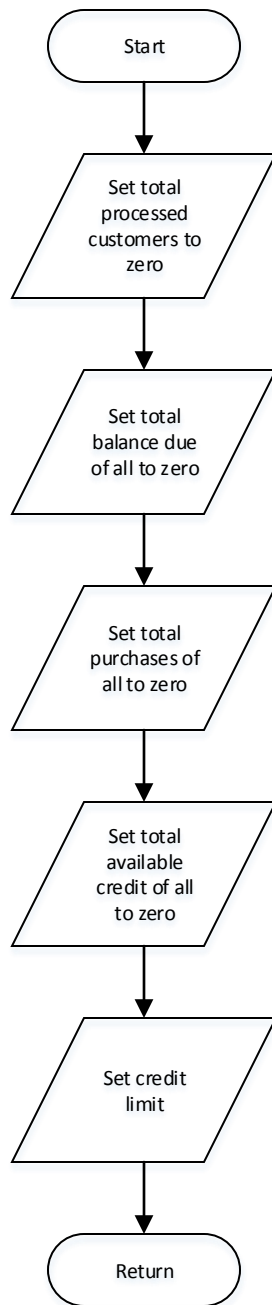 Start
Set total
processed
customers to
zero
Set total
balance due
of all to zero
Set total
purchases of
all to zero
Set total
available
credit of all
to zero
Set credit
limit
Return